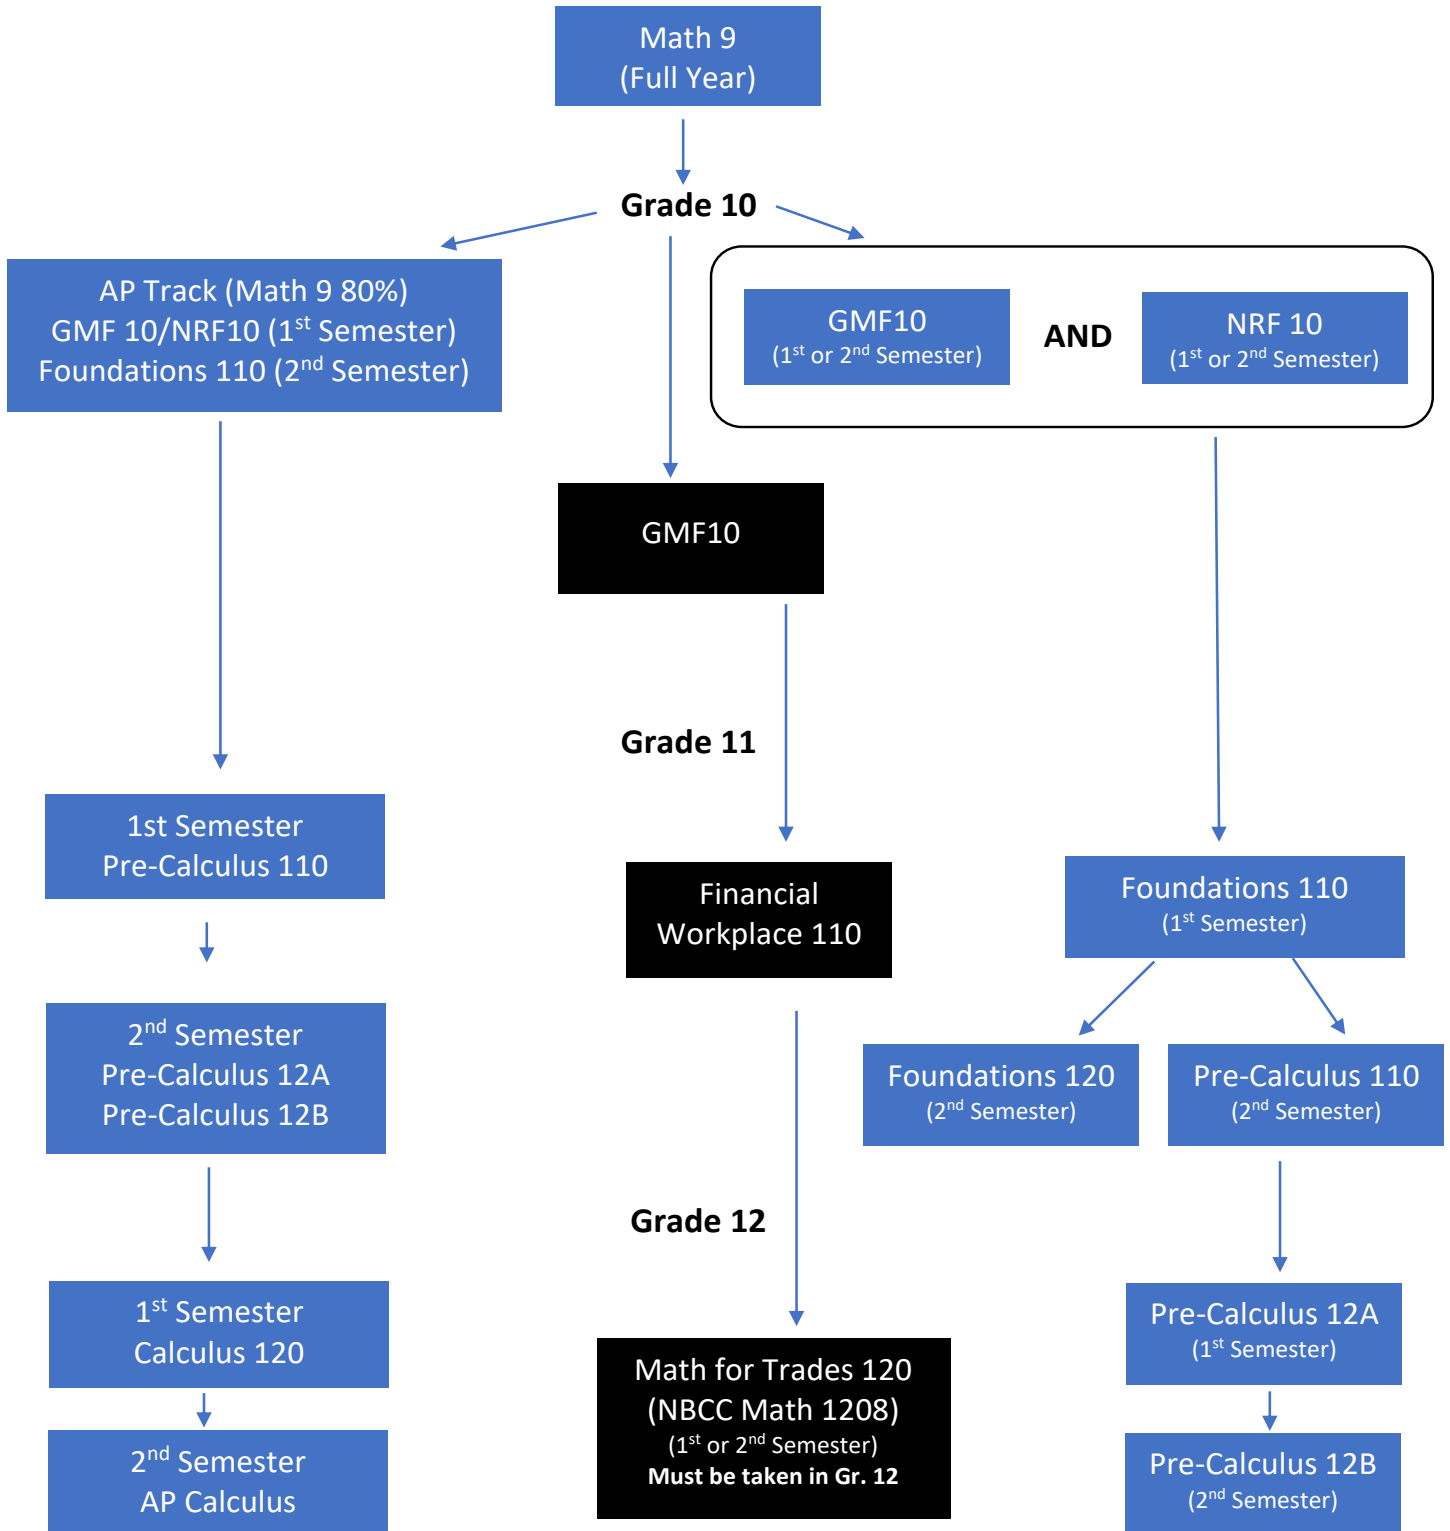 Math 9
(Full Year)
Grade 10
AP Track (Math 9 80%)
GMF 10/NRF10 (1st Semester)
Foundations 110 (2nd Semester)
GMF10
(1st or 2nd Semester)
AND
NRF 10
(1st or 2nd Semester)
GMF10
Grade 11
1st Semester
Pre-Calculus 110
Financial
Workplace 110
Foundations 110
(1st Semester)
2nd Semester
Pre-Calculus 12A
Pre-Calculus 12B
Foundations 120
(2nd Semester)
Pre-Calculus 110
(2nd Semester)
Grade 12
1st Semester
Calculus 120
Math for Trades 120
(NBCC Math 1208)
(1st or 2nd Semester)
Must be taken in Gr. 12
Pre-Calculus 12A
(1st Semester)
2nd Semester
AP Calculus
Pre-Calculus 12B
(2nd Semester)